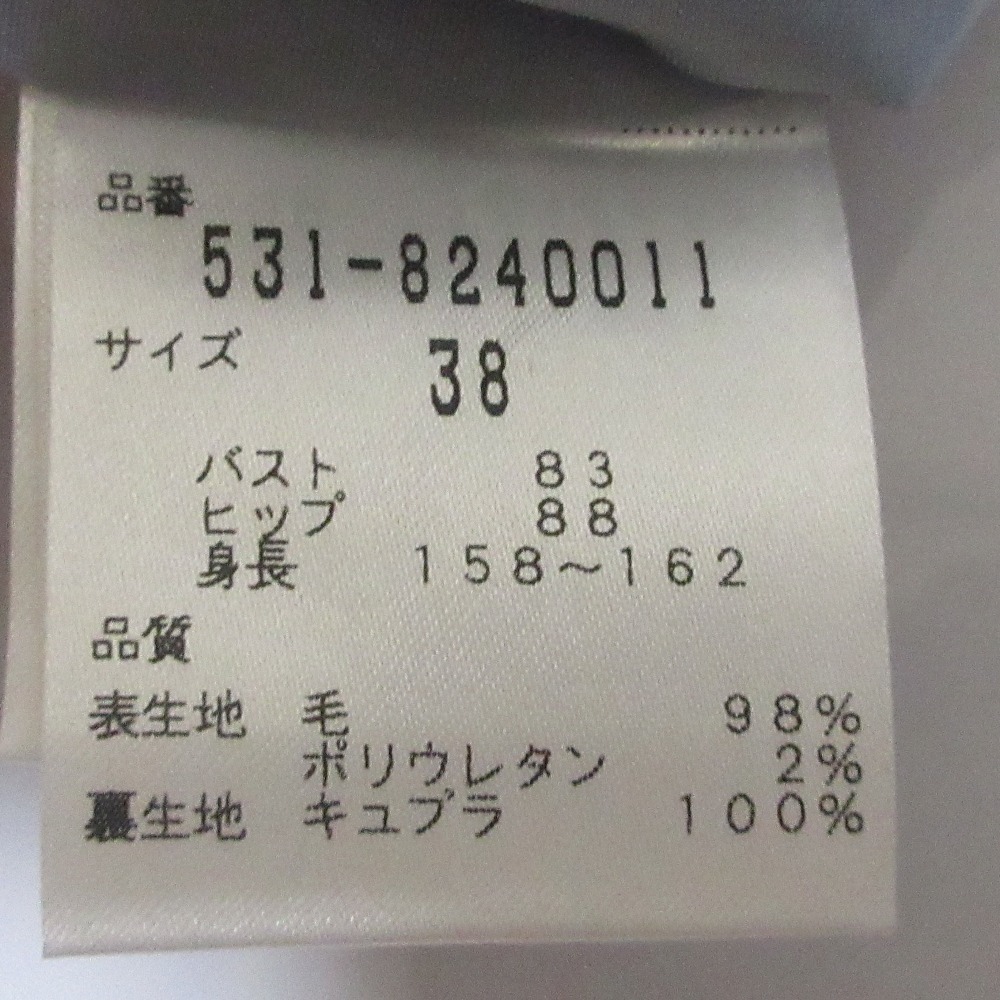 品番
531-8240011
サイズ 38
バスト 83
ヒップ 88
身長 158～162
品質
表生地 毛 98%
ポリウレタン 2%
裏生地 キュプラ 100%